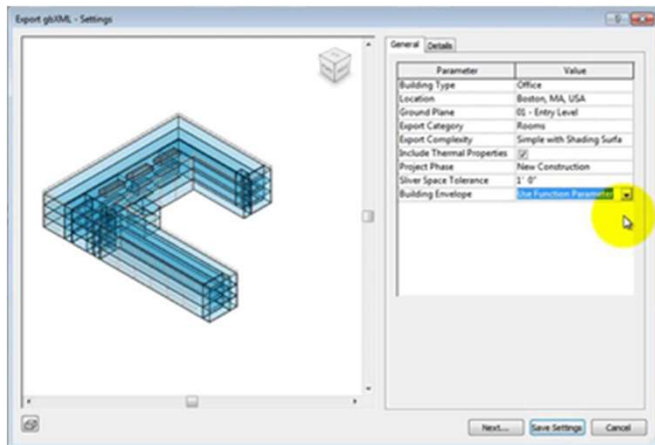 Export gbXML - Settings
General Details
Parameter Value
Building Type Office
Location Boston, MA, USA
Ground Plane 01 - Entry Level
Export Category Rooms
Export Complexity Simple with Shading Surfa
Include Thermal Properties
Project Phase New Construction
Sliver Space Tolerance 1' 0"
Building Envelope Use Function Parameter
Next... Save Settings Cancel